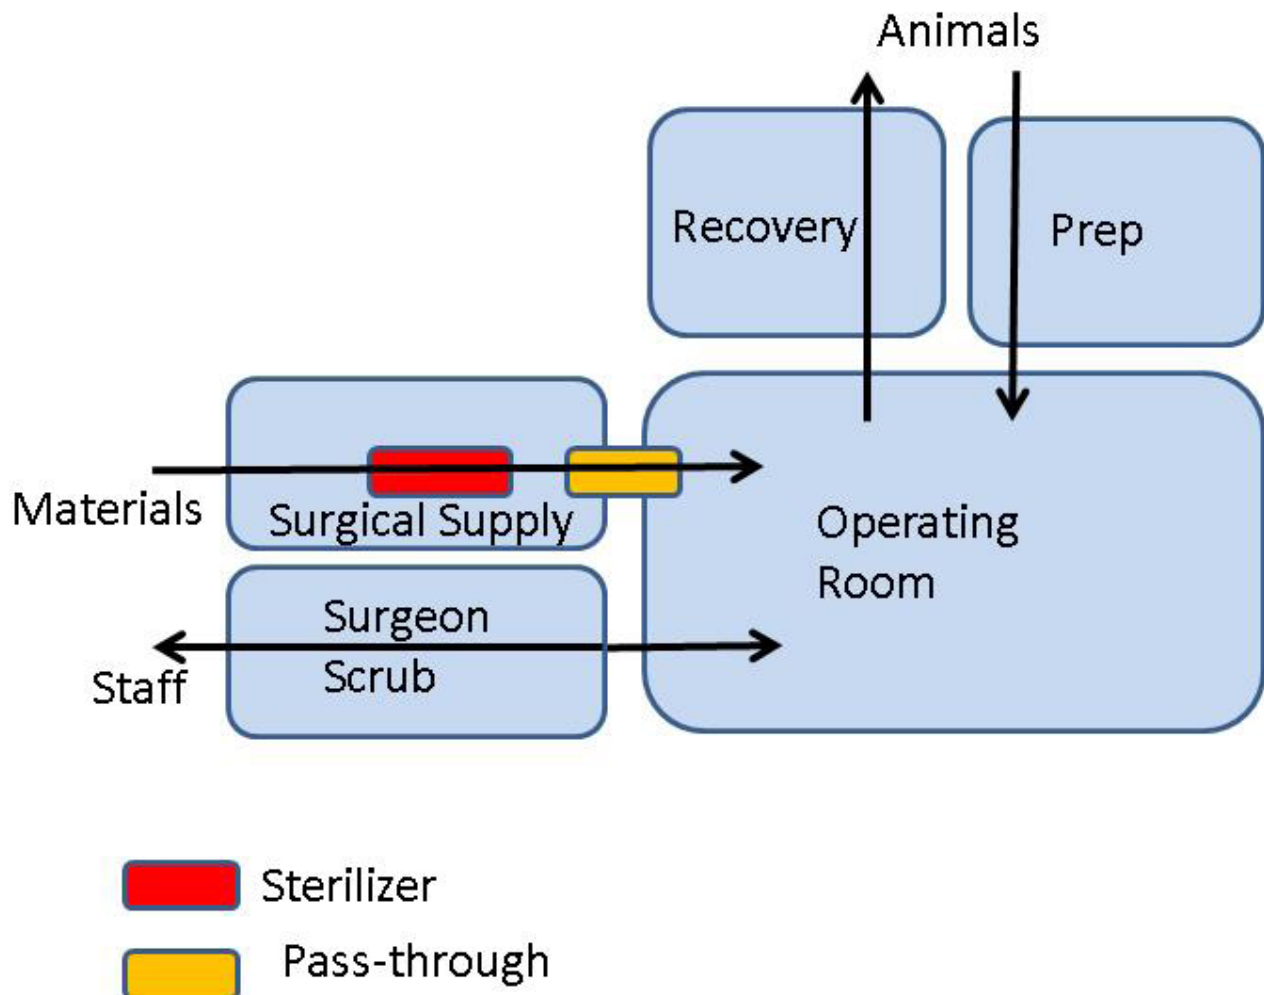 Animals
Recovery
Prep
Materials
Surgical Supply
Operating
Room
Surgeon
Scrub
Staff
Sterilizer
Pass-through